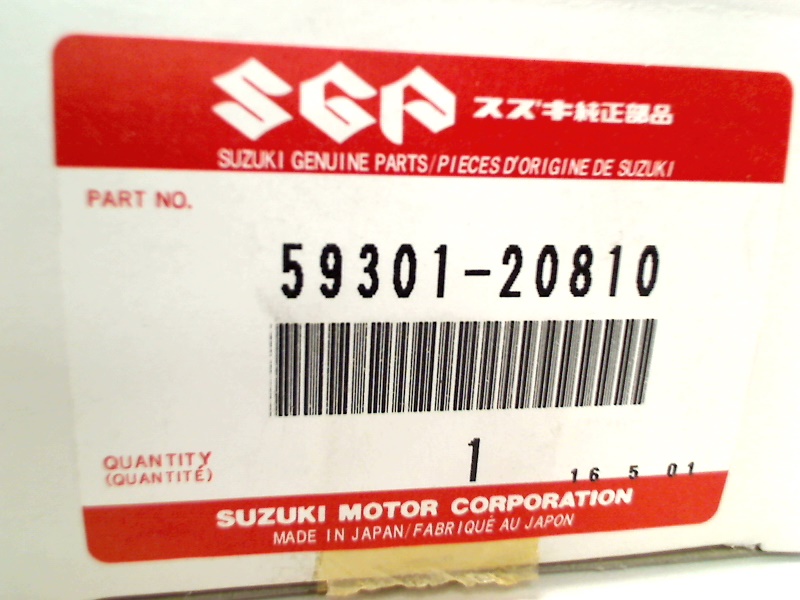 SGP スズキ純正部品
SUZUKI GENUINE PARTS/PIECES D'ORIGINE DE SUZUKI
PART NO.
59301-20810
QUANTITY 1
(QUANTITÉ) 16 5 01
SUZUKI MOTOR CORPORATION
MADE IN JAPAN/FABRIQUÉ AU JAPON